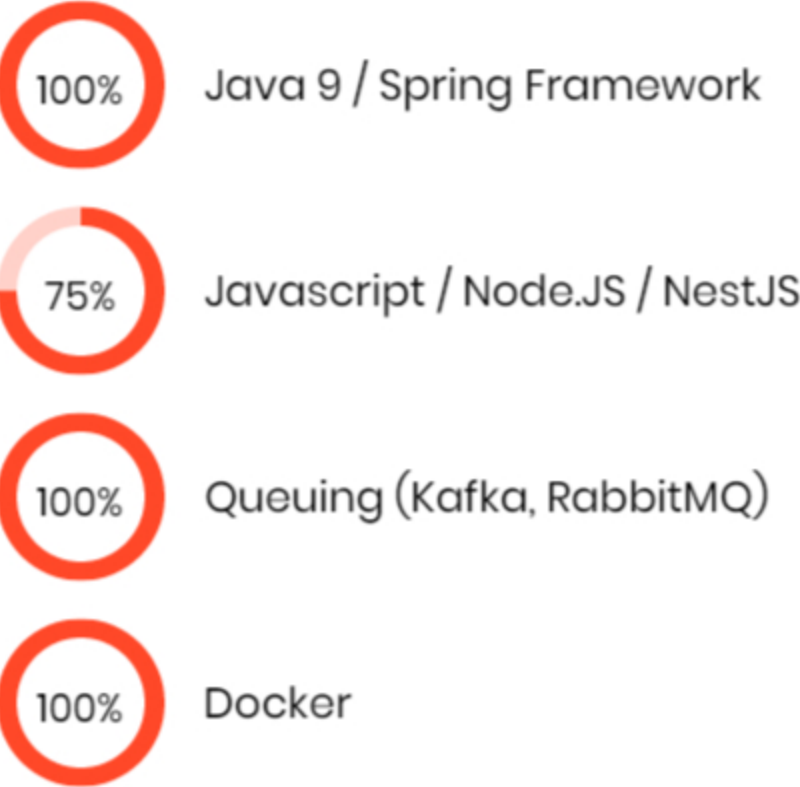 100% Java 9 / Spring Framework
75% Javascript / Node.JS / NestJS
100% Queuing (Kafka, RabbitMQ)
100% Docker